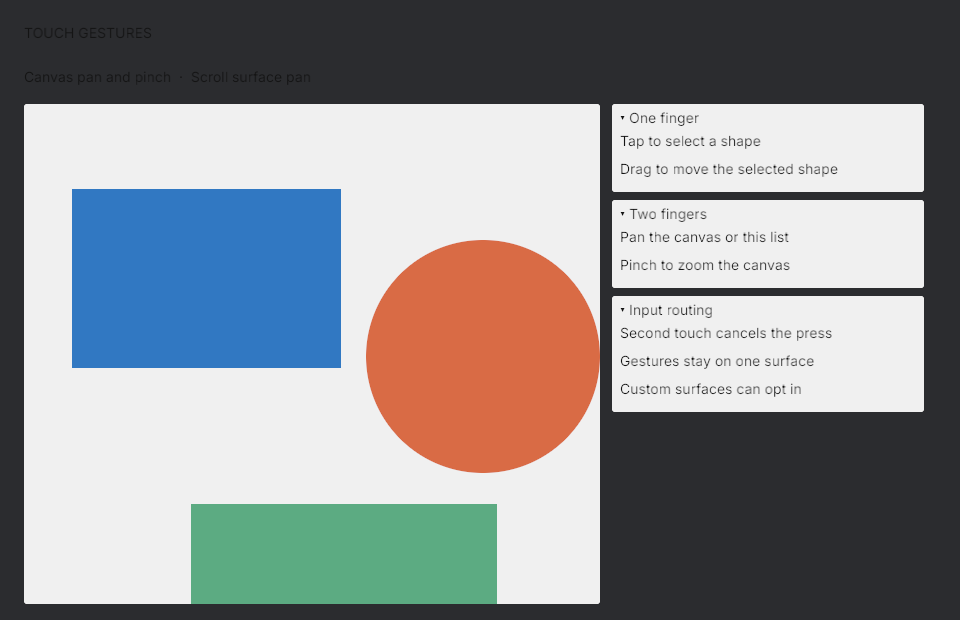 TOUCH GESTURES
Canvas pan and pinch · Scroll surface pan
One finger
Tap to select a shape
Drag to move the selected shape
Two fingers
Pan the canvas or this list
Pinch to zoom the canvas
Input routing
Second touch cancels the press
Gestures stay on one surface
Custom surfaces can opt in